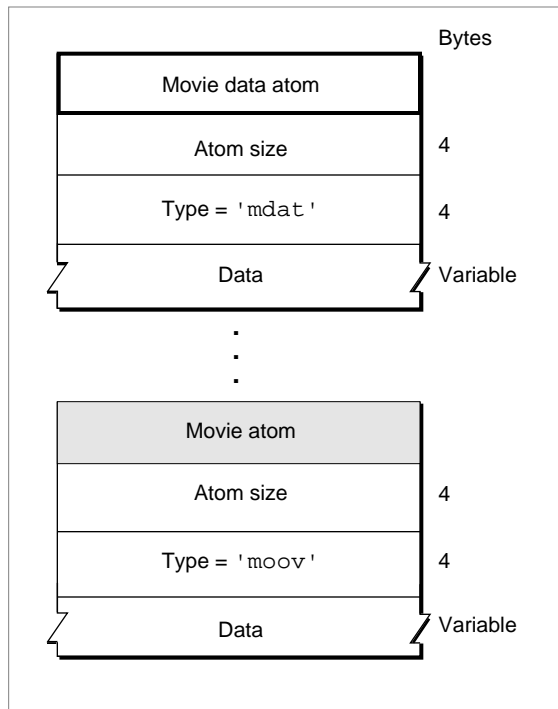 Bytes
Movie data atom
Atom size 4
Type = 'mdat' 4
Data Variable
Movie atom
Atom size 4
Type = 'moov' 4
Data Variable